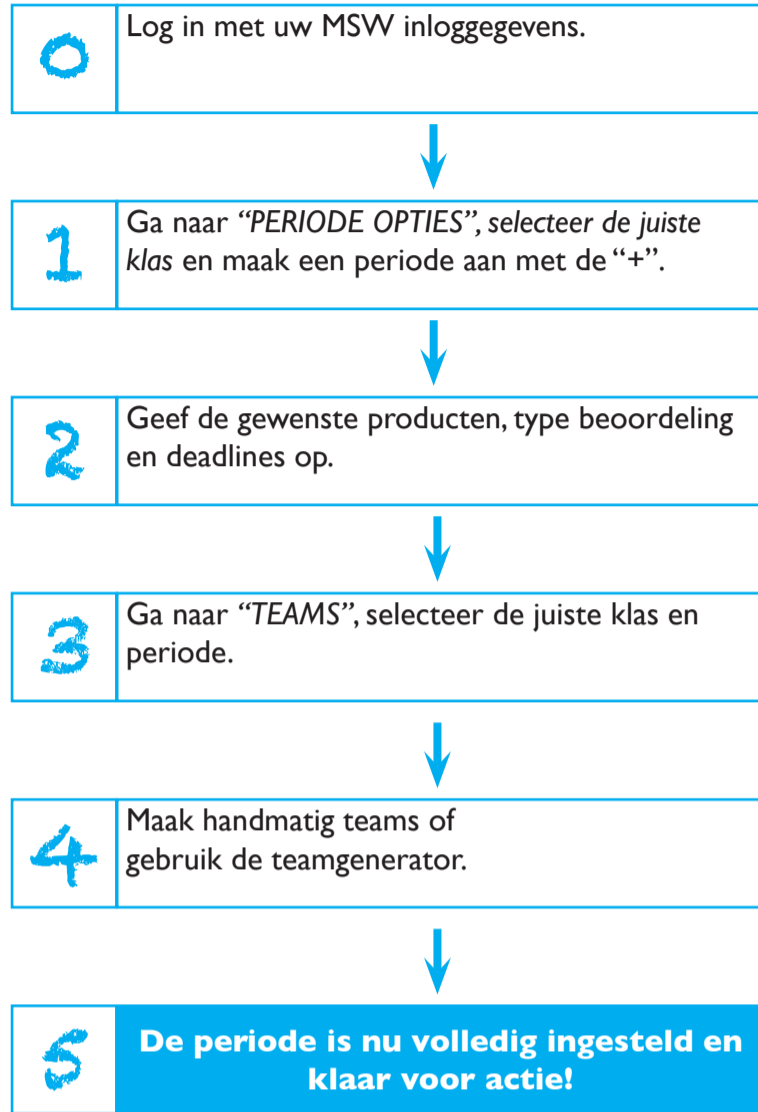 0
Log in met uw MSW inloggegevens.
1
Ga naar “PERIODE OPTIES”, selecteer de juiste
klas en maak een periode aan met de “+”.
2
Geef de gewenste producten, type beoordeling
en deadlines op.
3
Ga naar “TEAMS”, selecteer de juiste klas en
periode.
4
Maak handmatig teams of
gebruik de teamgenerator.
5
De periode is nu volledig ingesteld en
klaar voor actie!